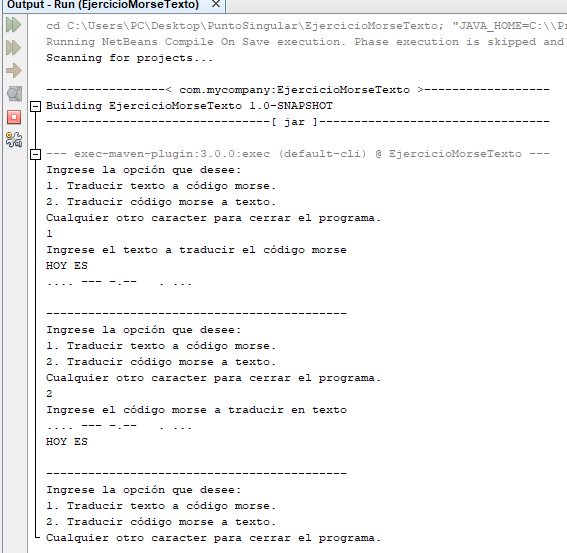 Output - Run (EjercicioMorseTexto) ×
cd C:\Users\PC\Desktop\PuntoSingular\EjercicioMorseTexto; "JAVA_HOME=C:\\P
Running NetBeans Compile On Save execution. Phase execution is skipped and
Scanning for projects...
-----------------< com.mycompany:EjercicioMorseTexto >------------------
Building EjercicioMorseTexto 1.0-SNAPSHOT
--------------------------------[ jar ]---------------------------------
--- exec-maven-plugin:3.0.0:exec (default-cli) @ EjercicioMorseTexto ---
Ingrese la opción que desee:
1. Traducir texto a código morse.
2. Traducir código morse a texto.
Cualquier otro caracter para cerrar el programa.
1
Ingrese el texto a traducir el código morse
HOY ES
.... --- -.--   . ...
-------------------------------------------
Ingrese la opción que desee:
1. Traducir texto a código morse.
2. Traducir código morse a texto.
Cualquier otro caracter para cerrar el programa.
2
Ingrese el código morse a traducir en texto
.... --- -.--   . ...
HOY ES
-------------------------------------------
Ingrese la opción que desee:
1. Traducir texto a código morse.
2. Traducir código morse a texto.
Cualquier otro caracter para cerrar el programa.